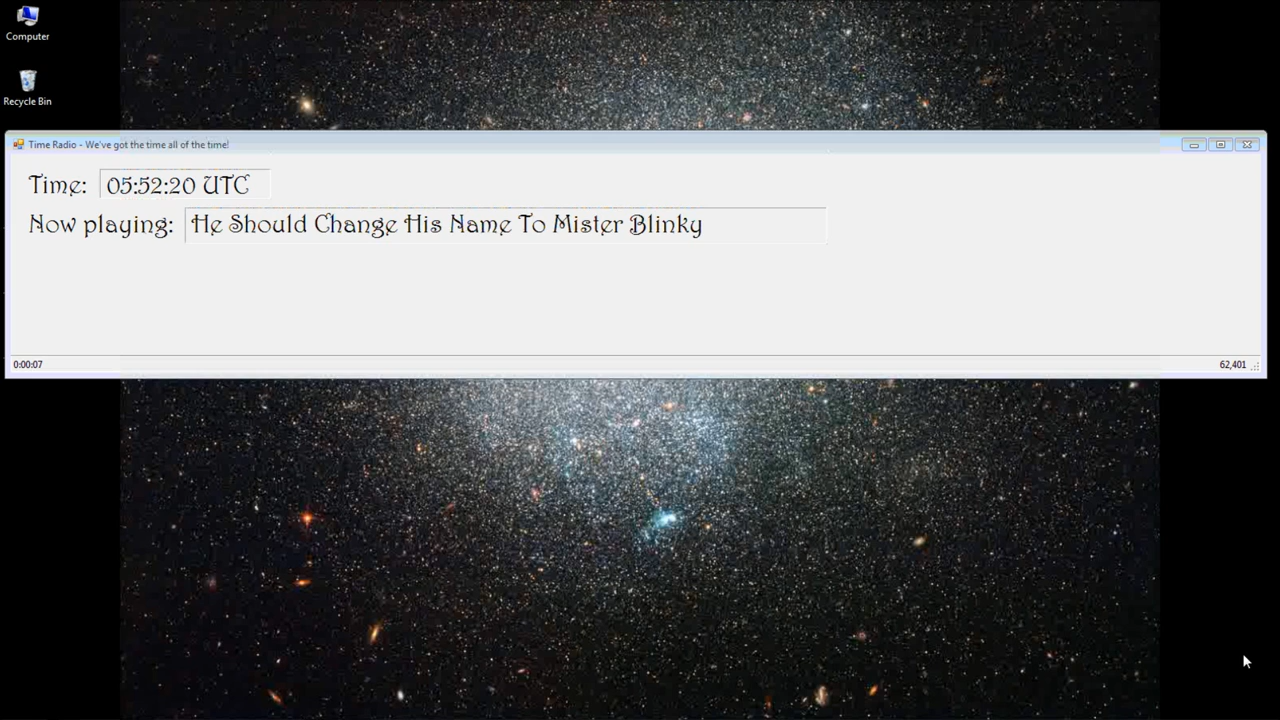 Computer
Recycle Bin
Time Radio - We've got the time all of the time!
Time: 05:52:20 UTC
Now playing: He Should Change His Name To Mister Blinky
0:00:07 62,401